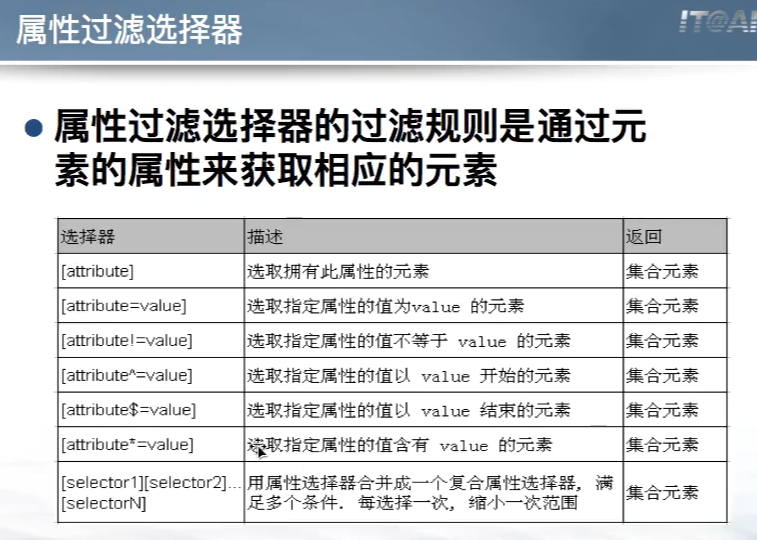 属性过滤选择器
IT@AI
属性过滤选择器的过滤规则是通过元
素的属性来获取相应的元素
选择器 描述 返回
[attribute] 选取拥有此属性的元素 集合元素
[attribute=value] 选取指定属性的值为value 的元素 集合元素
[attribute!=value] 选取指定属性的值不等于 value 的元素 集合元素
[attribute^=value] 选取指定属性的值以 value 开始的元素 集合元素
[attribute$=value] 选取指定属性的值以 value 结束的元素 集合元素
[attribute*=value] 选取指定属性的值含有 value 的元素 集合元素
[selector1][selector2]... 用属性选择器合并成一个复合属性选择器, 满
[selectorN] 足多个条件. 每选择一次, 缩小一次范围 集合元素